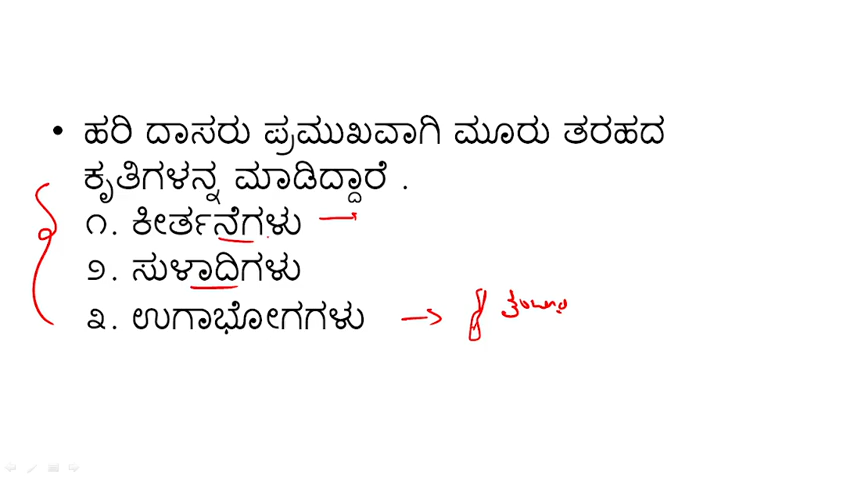 • ಹರಿ ದಾಸರು ಪ್ರಮುಖವಾಗಿ ಮೂರು ತರಹದ
ಕೃತಿಗಳನ್ನ ಮಾಡಿದ್ದಾರೆ .
೧. ಕೀರ್ತನೆಗಳು →
೨. ಸುಳಾದಿಗಳು
೩. ಉಗಾಭೋಗಗಳು →